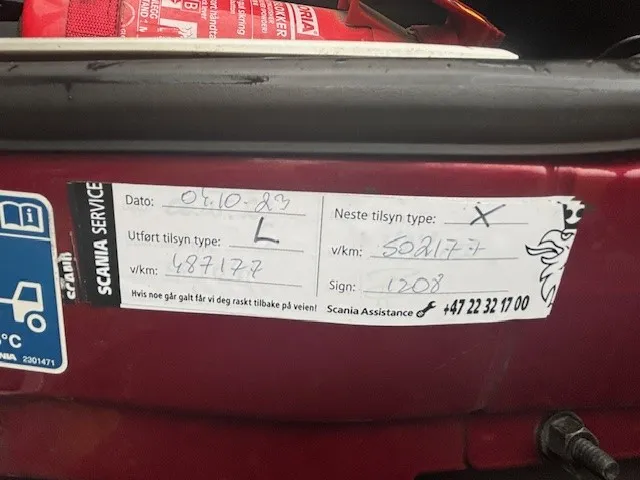 SCANIA SERVICE
Dato: 04.10.23
Utført tilsyn type: L
v/km: 487177
Hvis noe går galt får vi deg raskt tilbake på veien!
Neste tilsyn type: X
v/km: 502177
Sign: 1208
Scania Assistance +47 22 32 17 00
°C
2301471